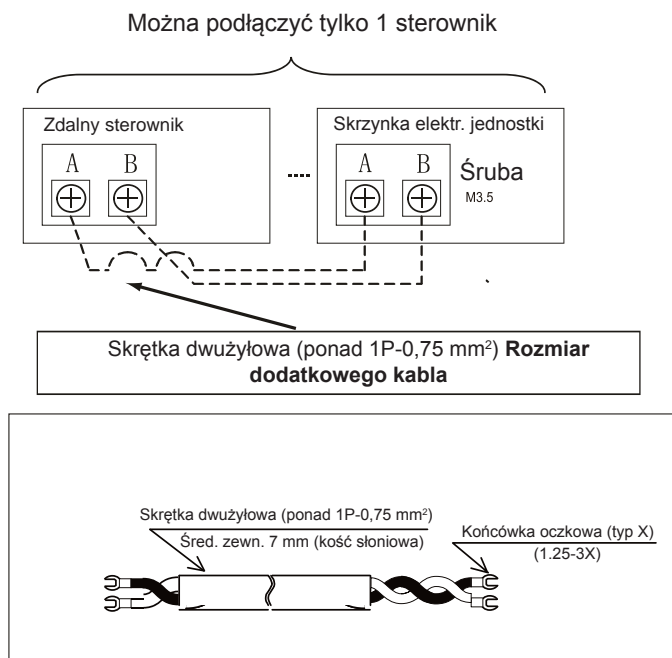 Można podłączyć tylko 1 sterownik
Zdalny sterownik
A B
Skrzynka elektr. jednostki
A B
Śruba
M3.5
Skrętka dwużyłowa (ponad 1P-0,75 mm²) Rozmiar
dodatkowego kabla
Skrętka dwużyłowa (ponad 1P-0,75 mm²)
Śred. zewn. 7 mm (kość słoniowa)
Końcówka oczkowa (typ X)
(1.25-3X)